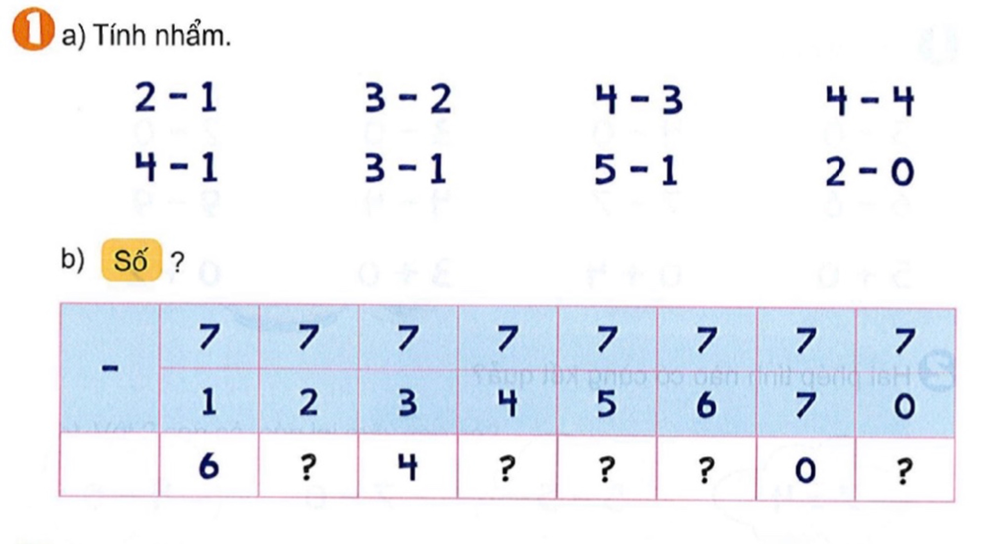 1 a) Tính nhẩm.
2 - 1 3 - 2 4 - 3 4 - 4
4 - 1 3 - 1 5 - 1 2 - 0
b) Số ?
- 7 7 7 7 7 7 7 7
1 2 3 4 5 6 7 0
6 ? 4 ? ? ? 0 ?